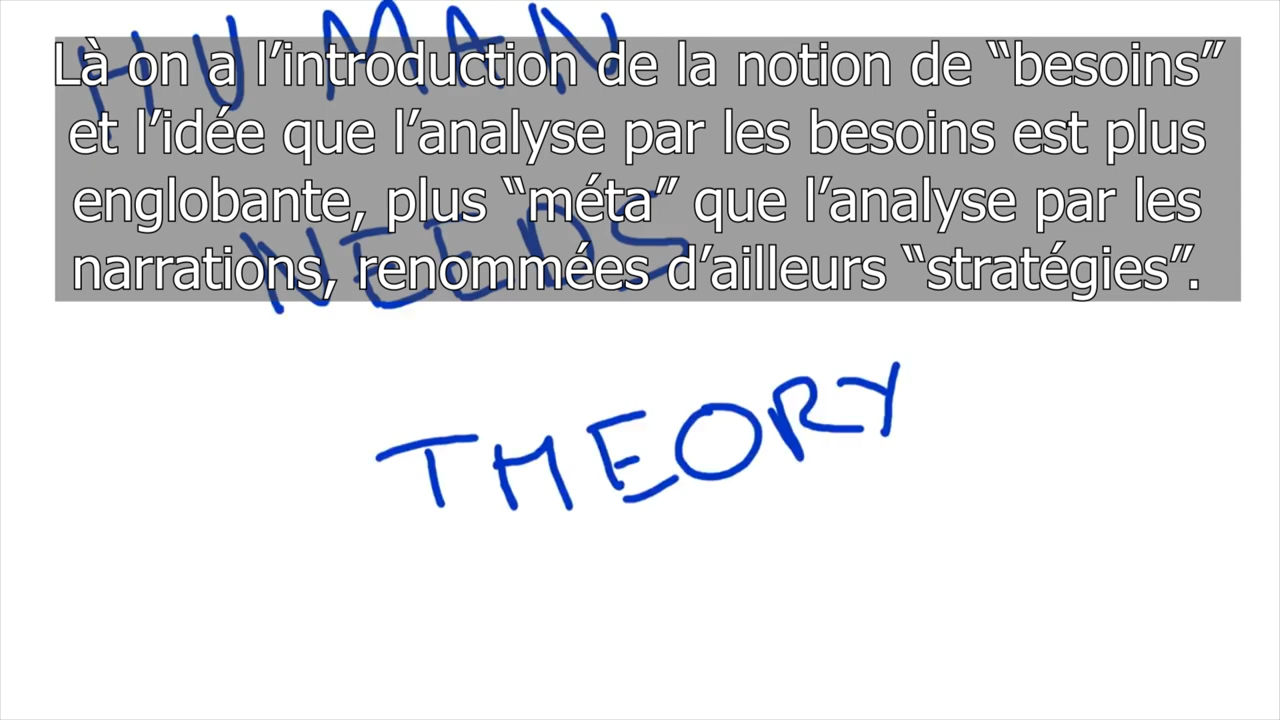 HUMAN
Là on a l’introduction de la notion de “besoins”
et l’idée que l’analyse par les besoins est plus
englobante, plus “méta” que l’analyse par les
NEEDS
narrations, renommées d’ailleurs “stratégies”.
THEORY